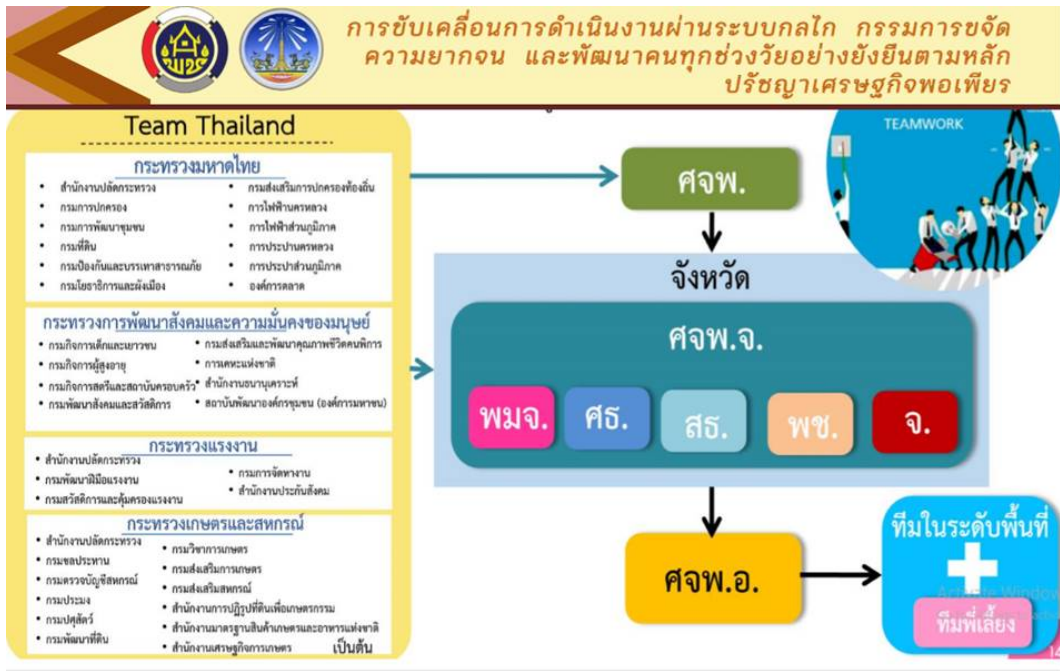 การขับเคลื่อนการดำเนินงานผ่านระบบกลไก กรรมการขจัด
ความยากจน และพัฒนาคนทุกช่วงวัยอย่างยั่งยืนตามหลัก
ปรัชญาเศรษฐกิจพอเพียง
Team Thailand
กระทรวงมหาดไทย
• สำนักงานปลัดกระทรวง
• กรมการปกครอง
• กรมการพัฒนาชุมชน
• กรมที่ดิน
• กรมป้องกันและบรรเทาสาธารณภัย
• กรมโยธาธิการและผังเมือง
• กรมส่งเสริมการปกครองท้องถิ่น
• การไฟฟ้านครหลวง
• การไฟฟ้าส่วนภูมิภาค
• การประปานครหลวง
• การประปาส่วนภูมิภาค
• องค์การตลาด
กระทรวงการพัฒนาสังคมและความมั่นคงของมนุษย์
• กรมกิจการเด็กและเยาวชน
• กรมกิจการผู้สูงอายุ
• กรมกิจการสตรีและสถาบันครอบครัว
• กรมพัฒนาสังคมและสวัสดิการ
• กรมส่งเสริมและพัฒนาคุณภาพชีวิตคนพิการ
• การเคหะแห่งชาติ
• สำนักงานธนานุเคราะห์
• สถาบันพัฒนาองค์กรชุมชน (องค์การมหาชน)
กระทรวงแรงงาน
• สำนักงานปลัดกระทรวง
• กรมพัฒนาฝีมือแรงงาน
• กรมสวัสดิการและคุ้มครองแรงงาน
• กรมการจัดหางาน
• สำนักงานประกันสังคม
กระทรวงเกษตรและสหกรณ์
• สำนักงานปลัดกระทรวง
• กรมชลประทาน
• กรมตรวจบัญชีสหกรณ์
• กรมประมง
• กรมปศุสัตว์
• กรมพัฒนาที่ดิน
• กรมวิชาการเกษตร
• กรมส่งเสริมการเกษตร
• กรมส่งเสริมสหกรณ์
• สำนักงานการปฏิรูปที่ดินเพื่อเกษตรกรรม
• สำนักงานมาตรฐานสินค้าเกษตรและอาหารแห่งชาติ
• สำนักงานเศรษฐกิจการเกษตร
เป็นต้น
TEAMWORK
ศจพ.
จังหวัด
ศจพ.จ.
พมจ.
ศธ.
สธ.
พช.
จ.
ศจพ.อ.
ทีมในระดับพื้นที่
ทีมพี่เลี้ยง